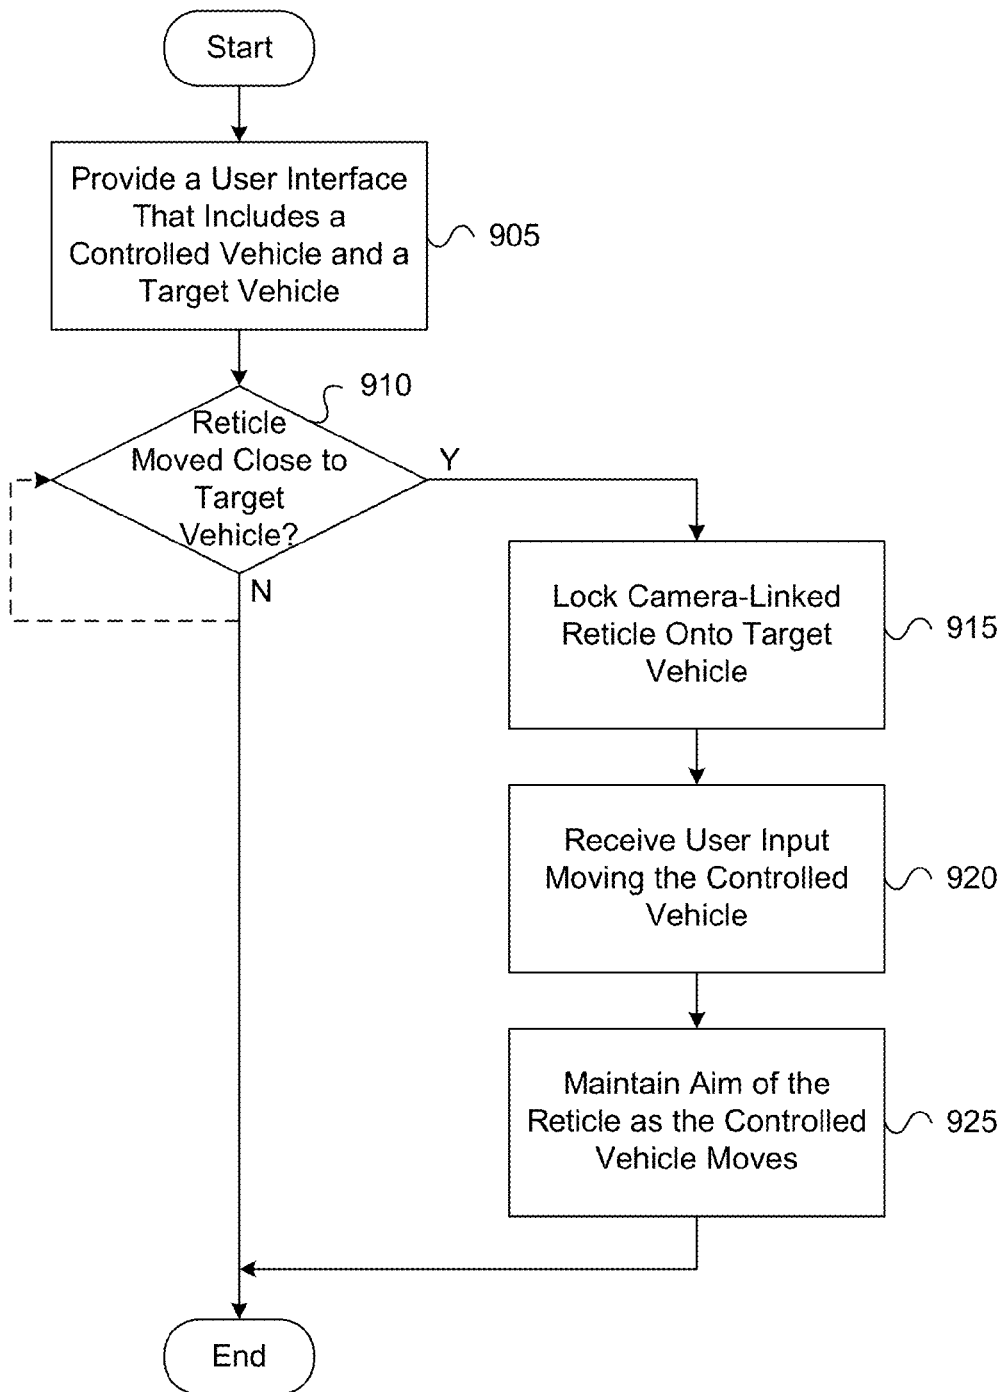 Start
Provide a User Interface
That Includes a
Controlled Vehicle and a
Target Vehicle
905
910
Reticle
Moved Close to
Target
Vehicle?
Y
N
Lock Camera-Linked
Reticle Onto Target
Vehicle
915
Receive User Input
Moving the Controlled
Vehicle
920
Maintain Aim of the
Reticle as the Controlled
Vehicle Moves
925
End